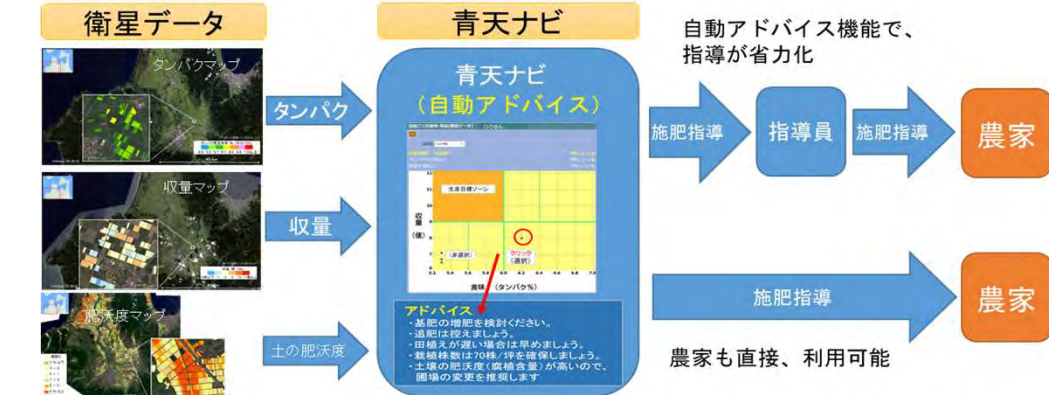 衛星データ
青天ナビ
タンパクマップ
収量マップ
肥沃度マップ
タンパク
収量
土の肥沃度
青天ナビ
(自動アドバイス)
生産目標ゾーン
収量
(俵)
(非選択)
クリック
(選択)
(タンパク%)
アドバイス
・基肥の増肥を検討ください。
・追肥は控えましょう。
・田植えが遅い場合は早めましょう。
・栽植株数は70株/坪を確保しましょう。
・土壌の肥沃度(腐植含量)が高いので、
圃場の変更を推奨します
自動アドバイス機能で、
指導が省力化
施肥指導
指導員
施肥指導
農家
施肥指導
農家
農家も直接、利用可能